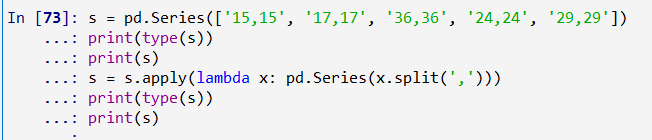 In [73]: s = pd.Series(['15,15', '17,17', '36,36', '24,24', '29,29'])
...: print(type(s))
...: print(s)
...: s = s.apply(lambda x: pd.Series(x.split(',')))
...: print(type(s))
...: print(s)